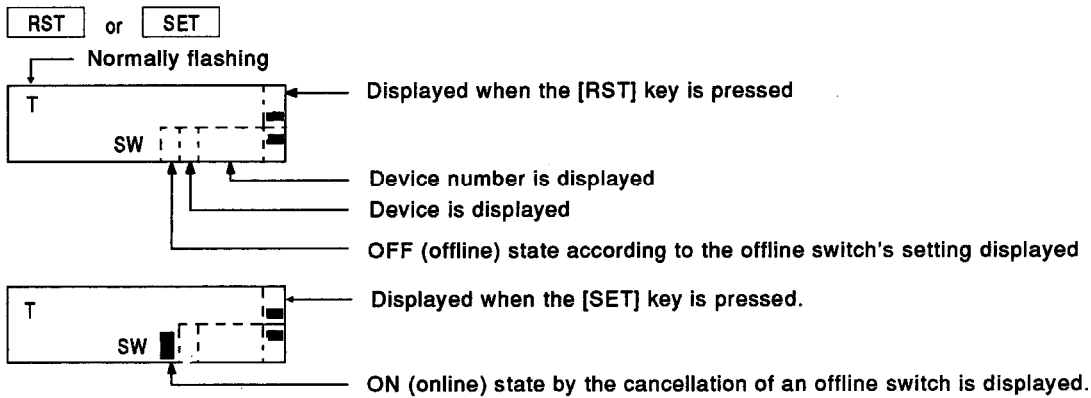 RST or SET
Normally flashing
Displayed when the [RST] key is pressed
T
SW
Device number is displayed
Device is displayed
OFF (offline) state according to the offline switch's setting displayed
Displayed when the [SET] key is pressed.
T
SW
ON (online) state by the cancellation of an offline switch is displayed.